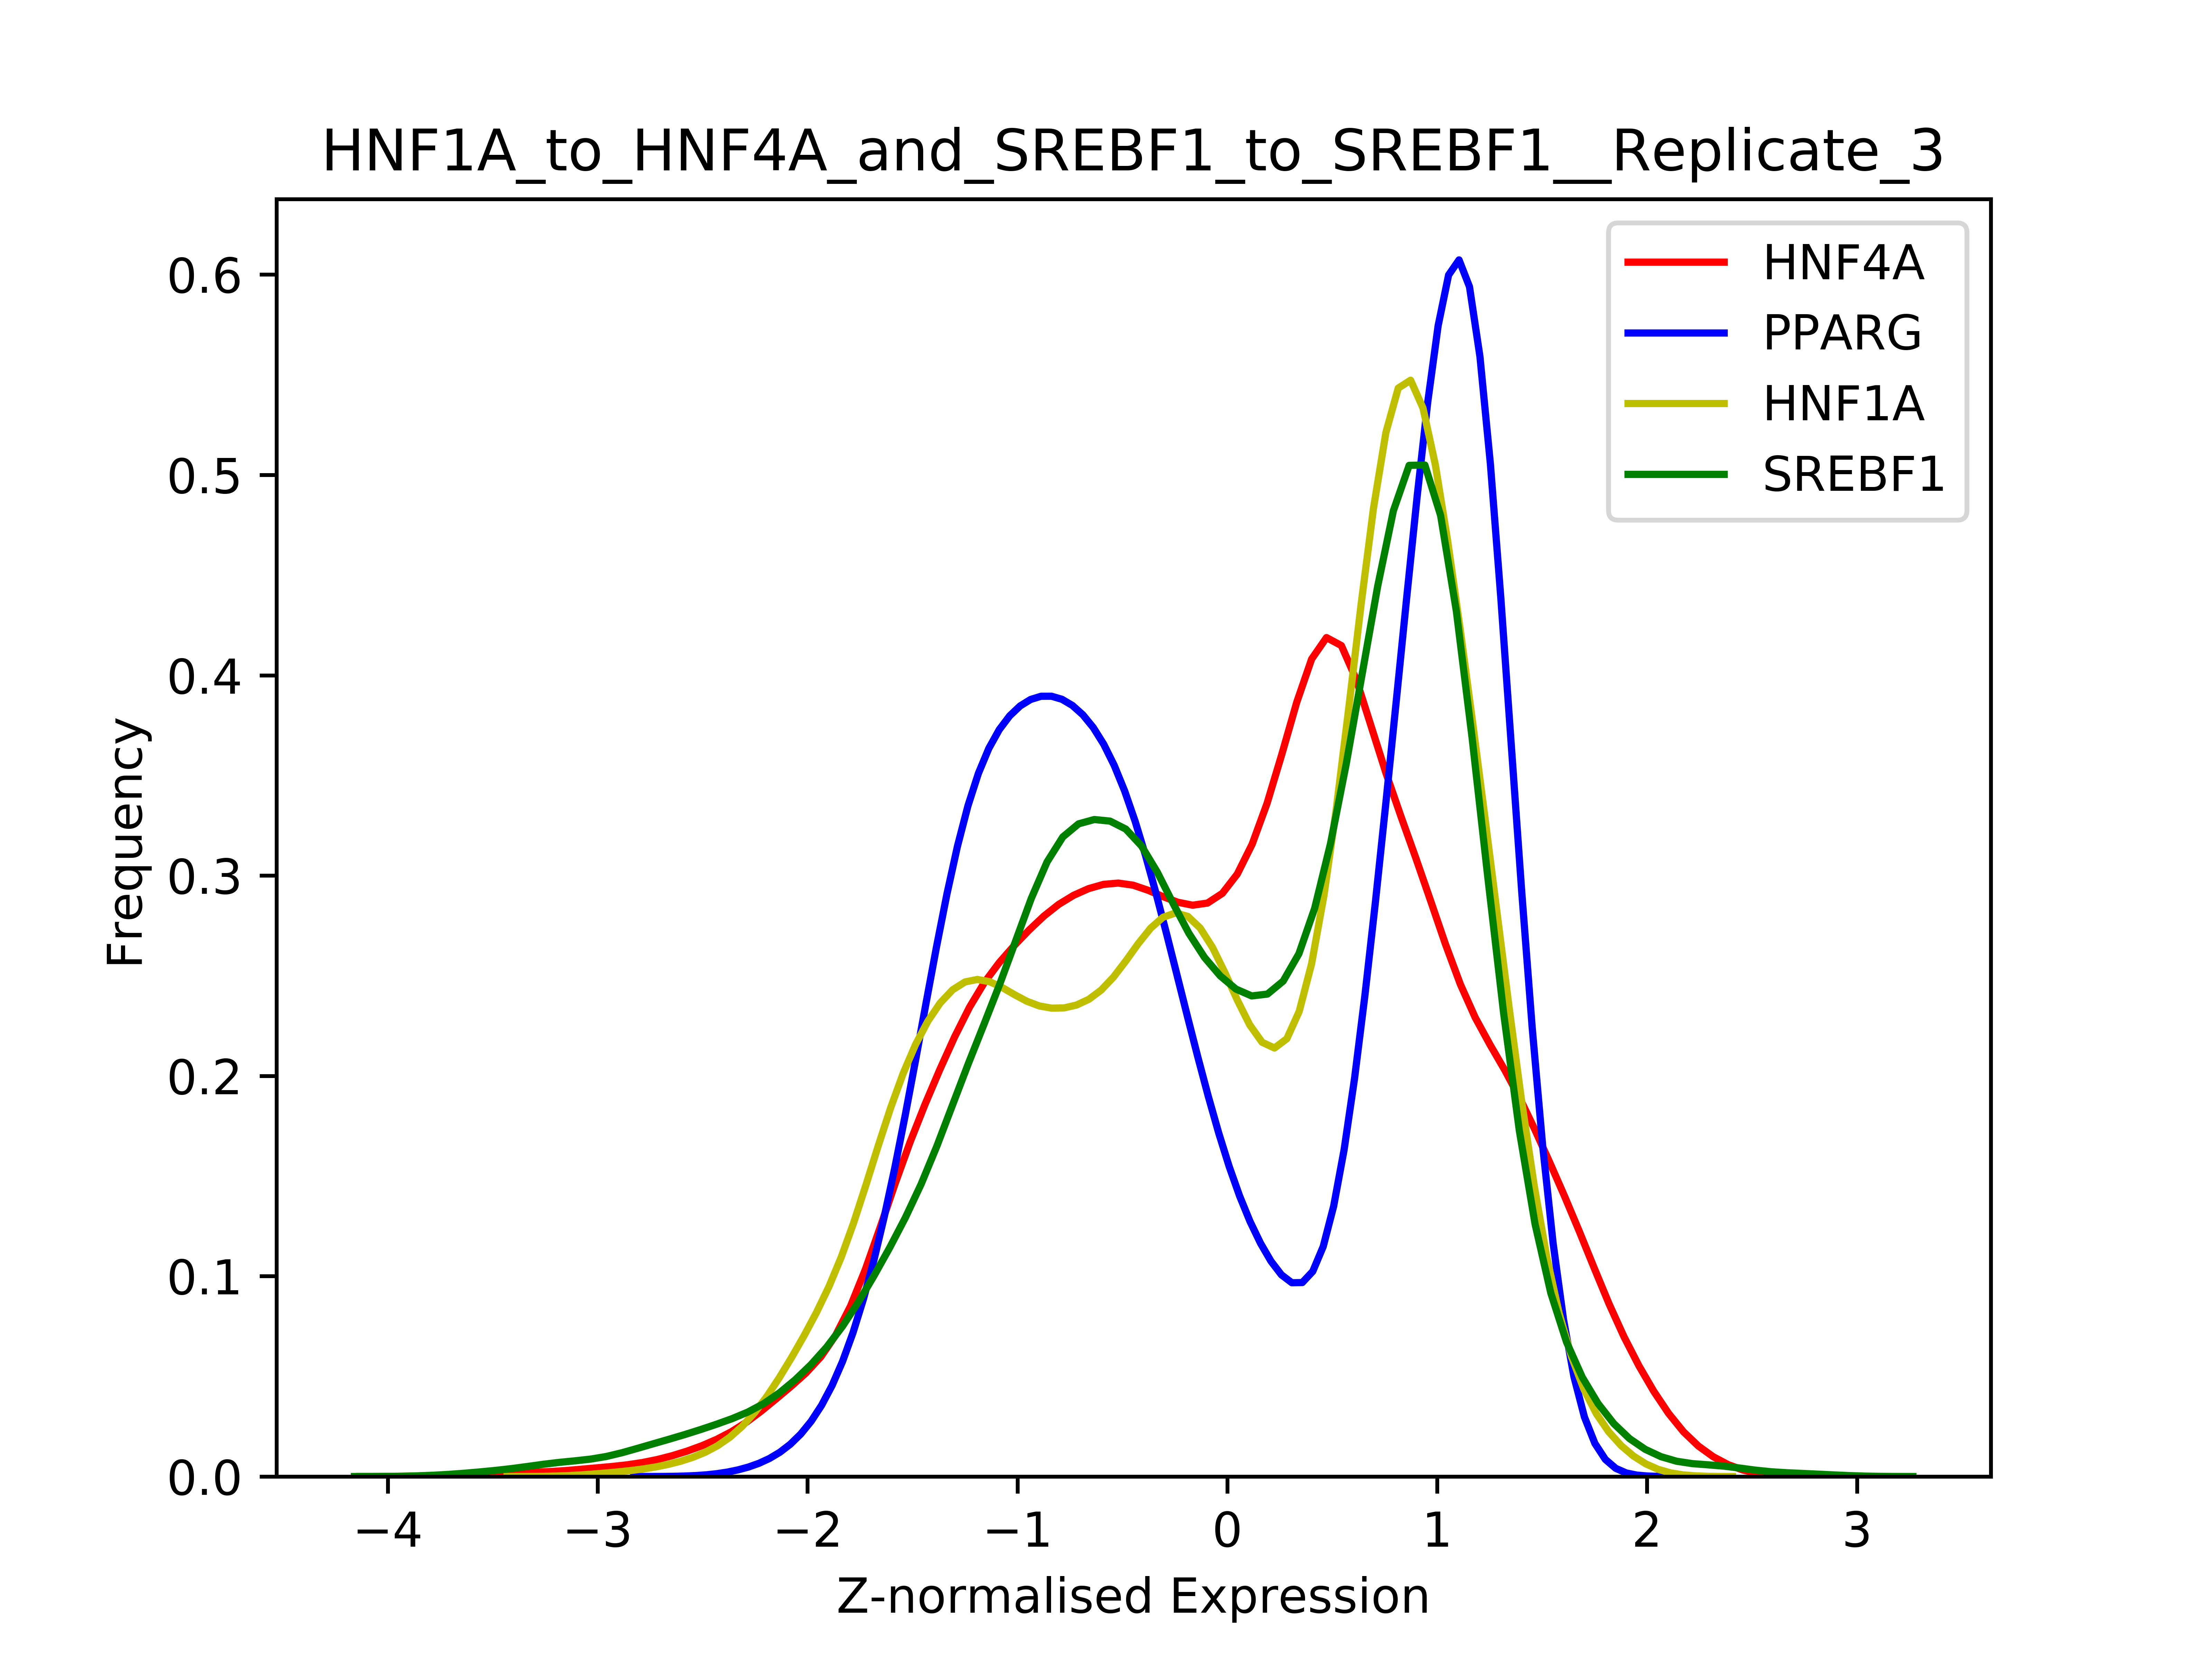 HNF1A_to_HNF4A_and_SREBF1_to_SREBF1__Replicate_3
HNF4A
PPARG
HNF1A
SREBF1
Frequency
0.6
0.5
0.4
0.3
0.2
0.1
0.0
−4 −3 −2 −1 0 1 2 3
Z-normalised Expression